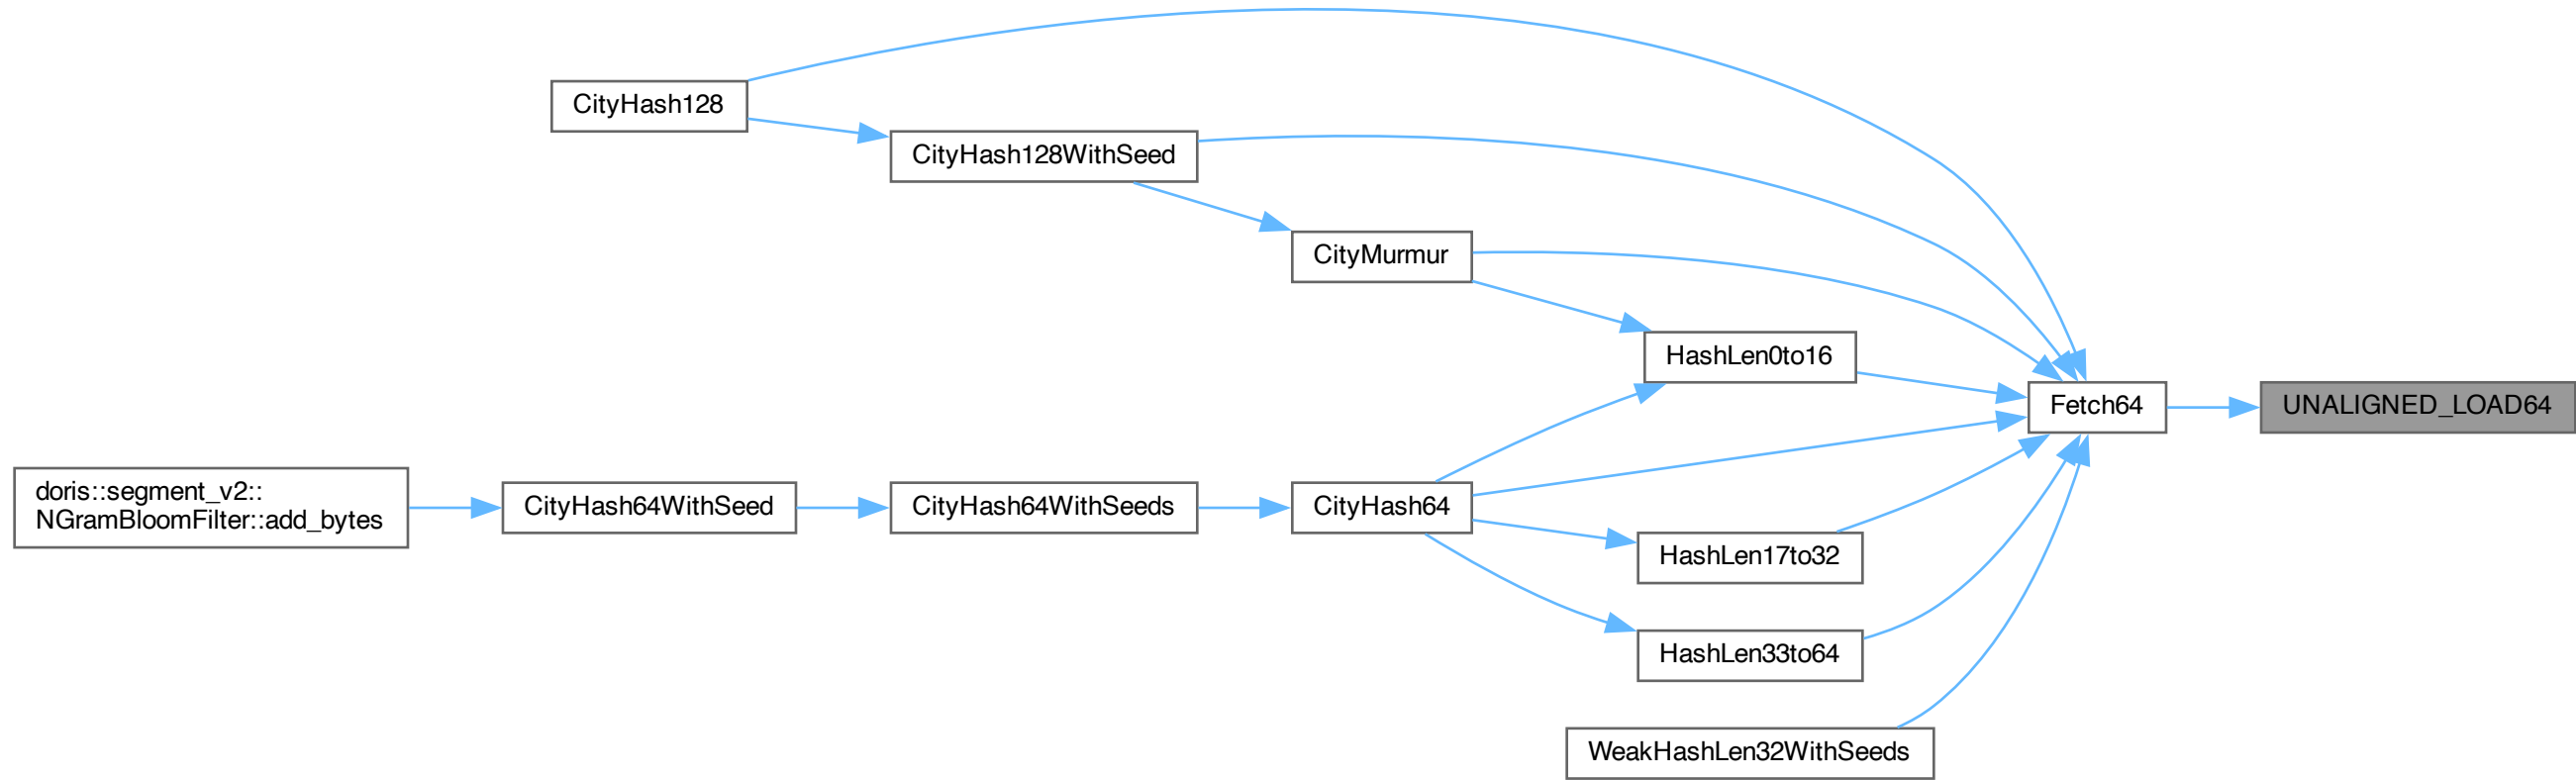 CityHash128
CityHash128WithSeed
CityMurmur
HashLen0to16
Fetch64
UNALIGNED_LOAD64
doris::segment_v2::
NGramBloomFilter::add_bytes
CityHash64WithSeed
CityHash64WithSeeds
CityHash64
HashLen17to32
HashLen33to64
WeakHashLen32WithSeeds